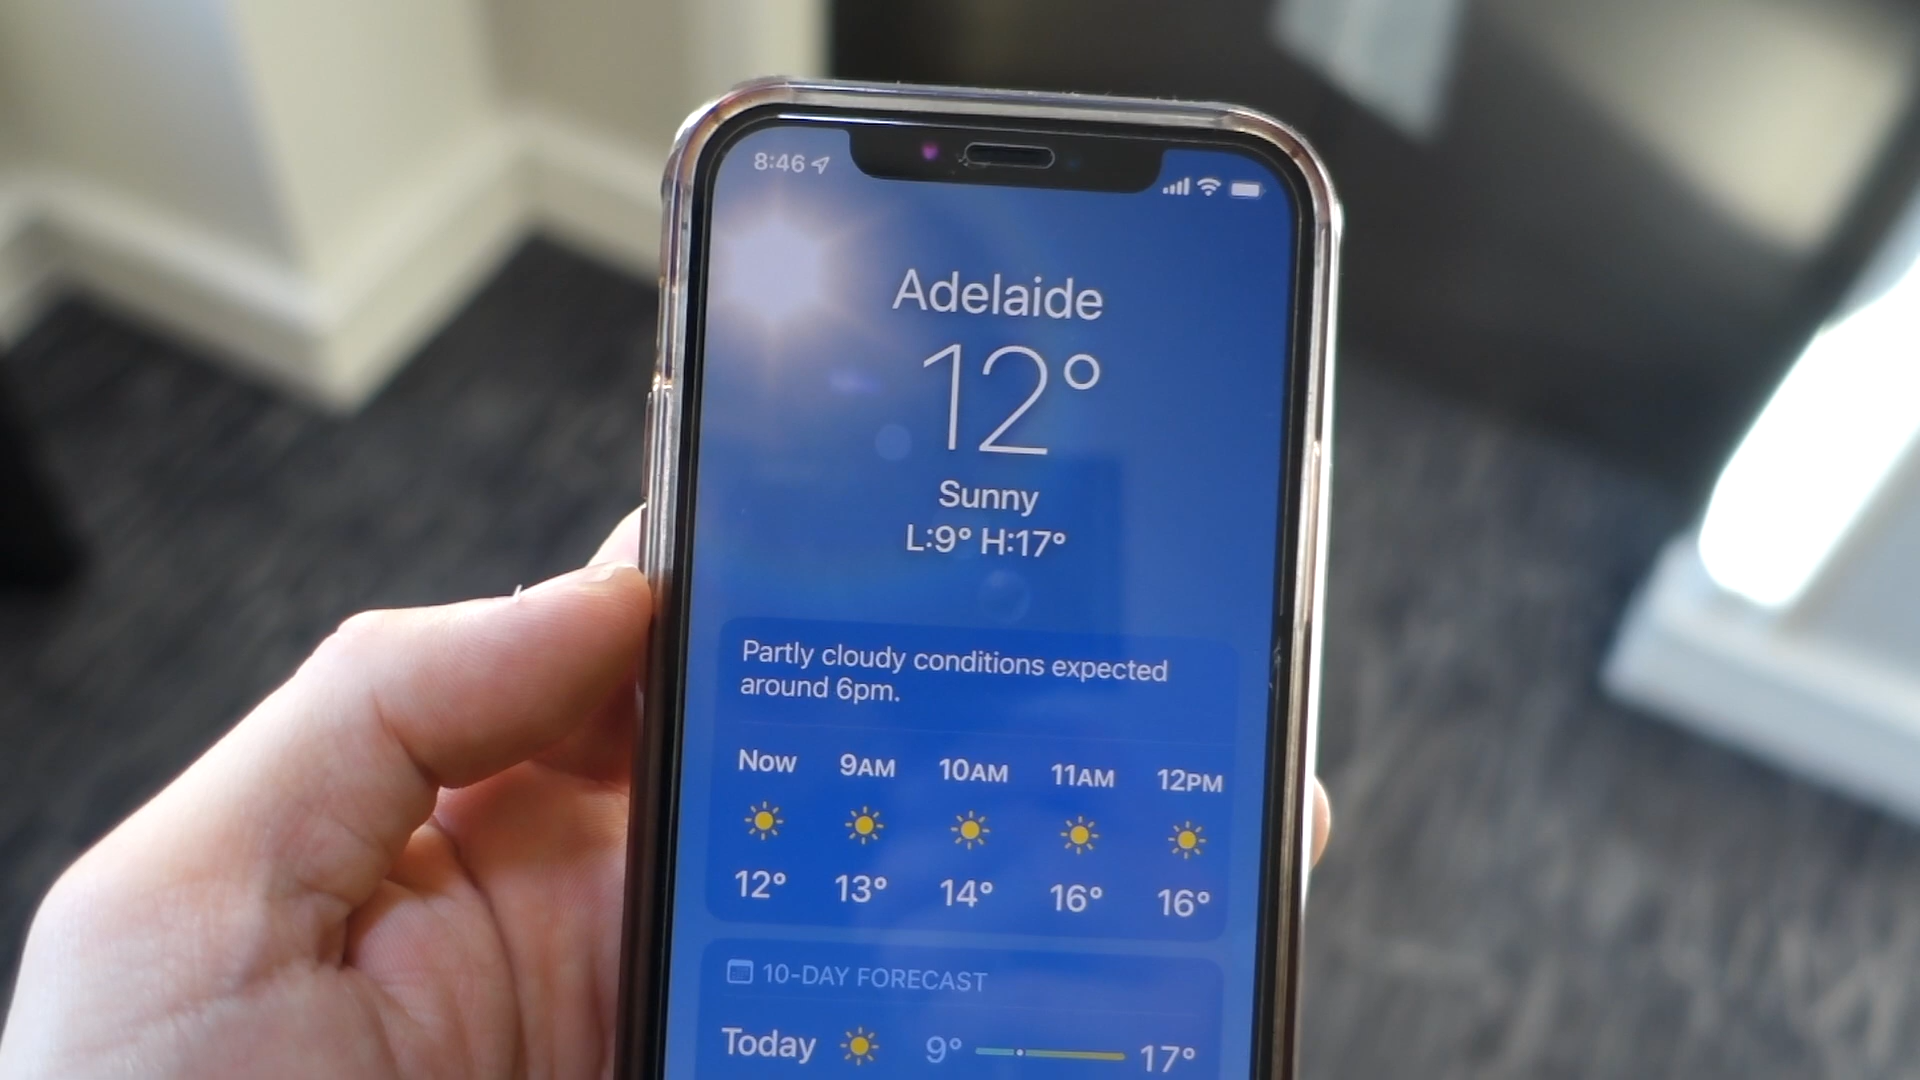 8:46
Adelaide
12°
Sunny
L:9° H:17°
Partly cloudy conditions expected
around 6pm.
Now 9AM 10AM 11AM 12PM
12° 13° 14° 16° 16°
10-DAY FORECAST
Today 9° 17°